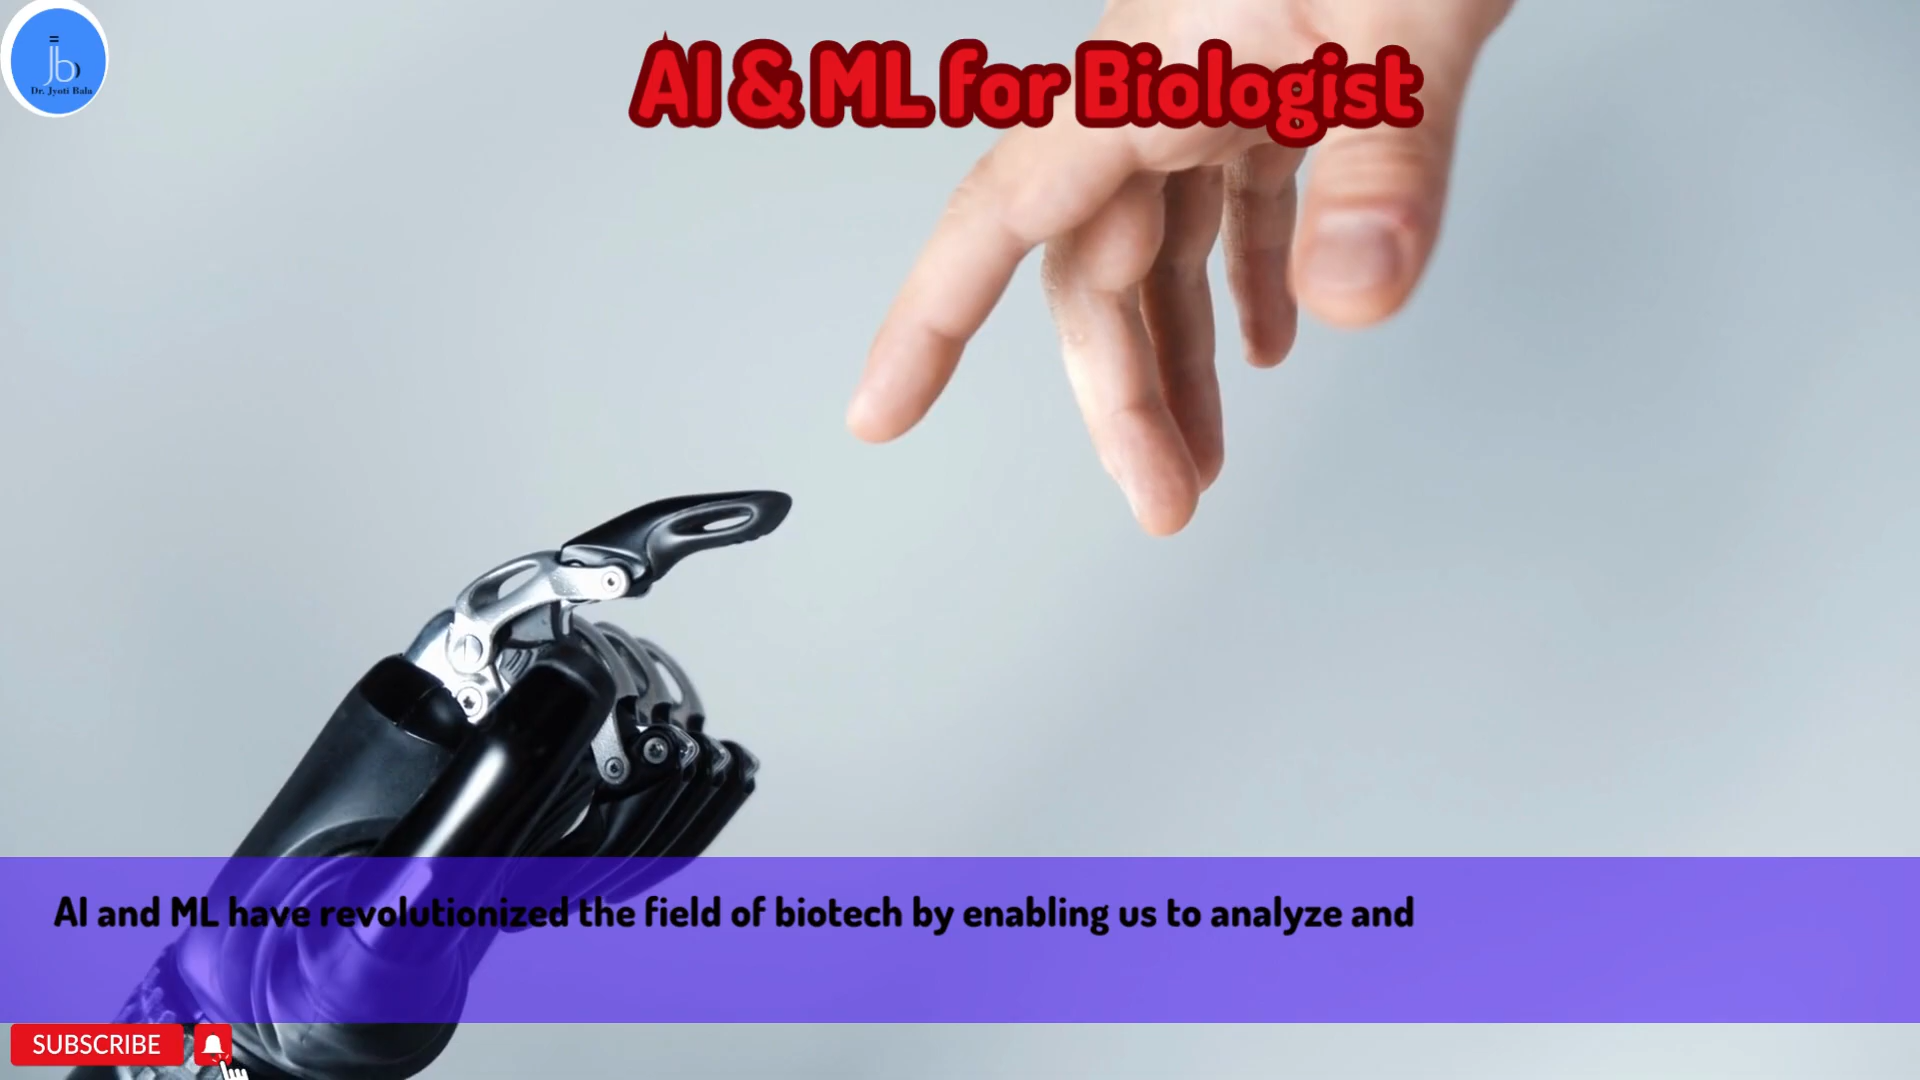 Jb
Dr. Jyoti Bala
AI & ML for Biologist
AI and ML have revolutionized the field of biotech by enabling us to analyze and
SUBSCRIBE